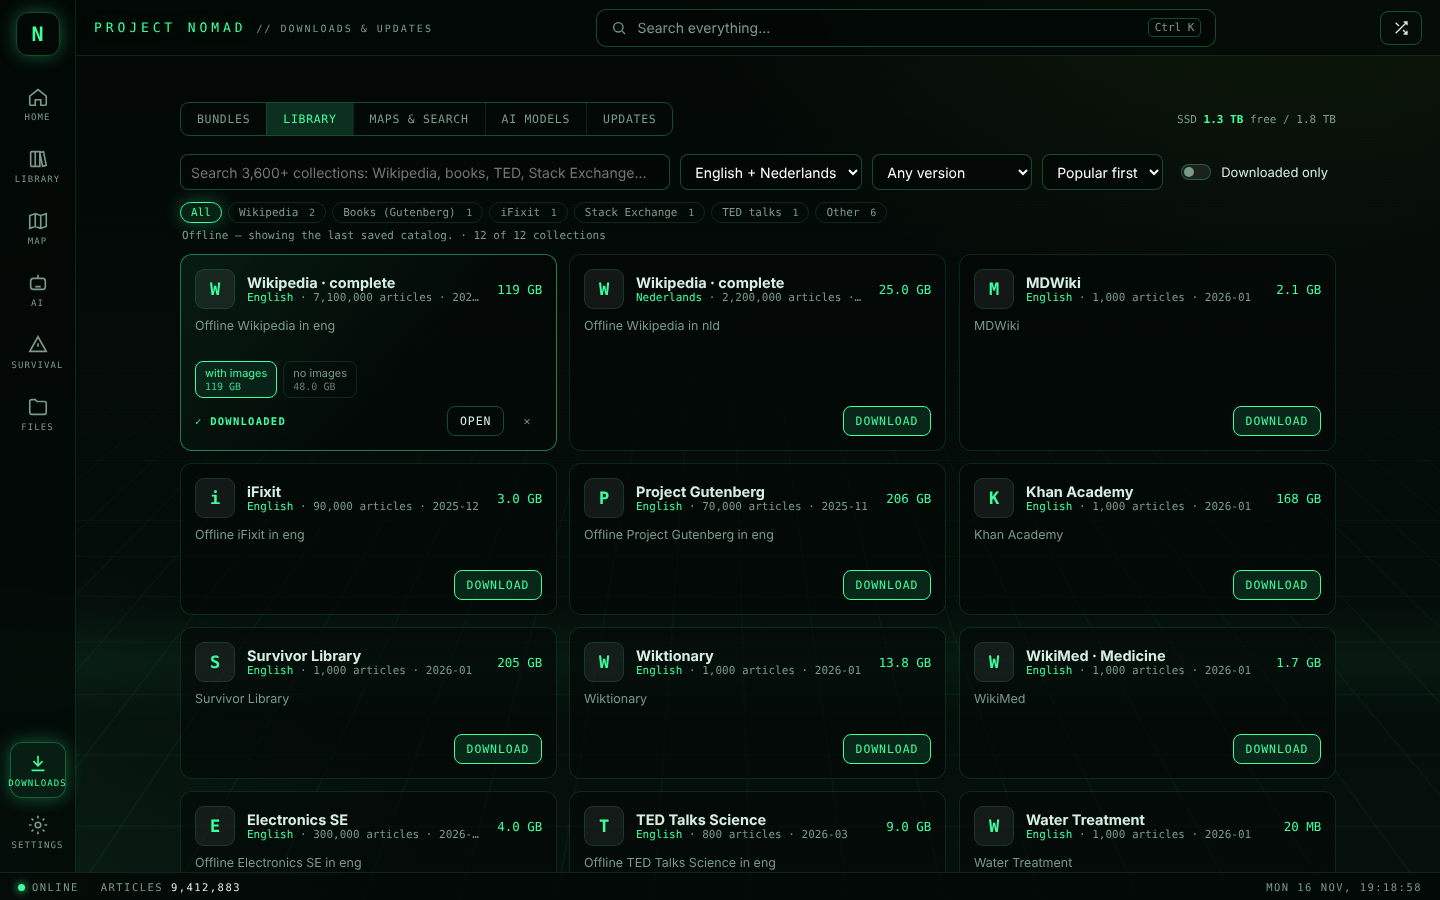 N
PROJECT NOMAD // DOWNLOADS & UPDATES
Search everything...
Ctrl K
HOME
LIBRARY
MAP
AI
SURVIVAL
FILES
DOWNLOADS
SETTINGS
BUNDLES
LIBRARY
MAPS & SEARCH
AI MODELS
UPDATES
SSD 1.3 TB free / 1.8 TB
Search 3,600+ collections: Wikipedia, books, TED, Stack Exchange...
English + Nederlands
Any version
Popular first
Downloaded only
All
Wikipedia 2
Books (Gutenberg) 1
iFixit 1
Stack Exchange 1
TED talks 1
Other 6
Offline — showing the last saved catalog. · 12 of 12 collections
W
Wikipedia · complete
English · 7,100,000 articles · 202…
119 GB
Offline Wikipedia in eng
with images
119 GB
no images
48.0 GB
✓ DOWNLOADED
OPEN
×
W
Wikipedia · complete
Nederlands · 2,200,000 articles ·…
25.0 GB
Offline Wikipedia in nld
DOWNLOAD
M
MDWiki
English · 1,000 articles · 2026-01
2.1 GB
MDWiki
DOWNLOAD
i
iFixit
English · 90,000 articles · 2025-12
3.0 GB
Offline iFixit in eng
DOWNLOAD
P
Project Gutenberg
English · 70,000 articles · 2025-11
206 GB
Offline Project Gutenberg in eng
DOWNLOAD
K
Khan Academy
English · 1,000 articles · 2026-01
168 GB
Khan Academy
DOWNLOAD
S
Survivor Library
English · 1,000 articles · 2026-01
205 GB
Survivor Library
DOWNLOAD
W
Wiktionary
English · 1,000 articles · 2026-01
13.8 GB
Wiktionary
DOWNLOAD
W
WikiMed · Medicine
English · 1,000 articles · 2026-01
1.7 GB
WikiMed
DOWNLOAD
E
Electronics SE
English · 300,000 articles · 2026-…
4.0 GB
Offline Electronics SE in eng
T
TED Talks Science
English · 800 articles · 2026-03
9.0 GB
Offline TED Talks Science in eng
W
Water Treatment
English · 1,000 articles · 2026-01
20 MB
Water Treatment
ONLINE
ARTICLES 9,412,883
MON 16 NOV, 19:18:58